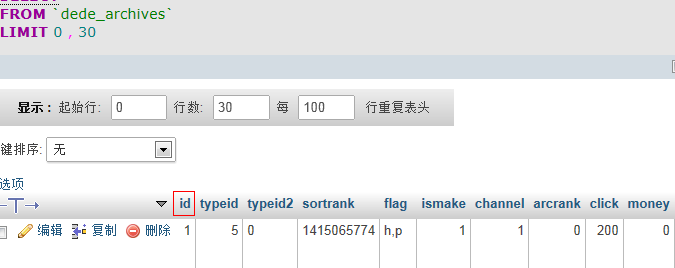 FROM `dede_archives`
LIMIT 0 , 30
显示 : 起始行: 0 行数: 30 每 100 行重复表头
键排序: 无
选项
id typeid typeid2 sortrank flag ismake channel arcrank click money
编辑 复制 删除 1 5 0 1415065774 h,p 1 1 0 200 0